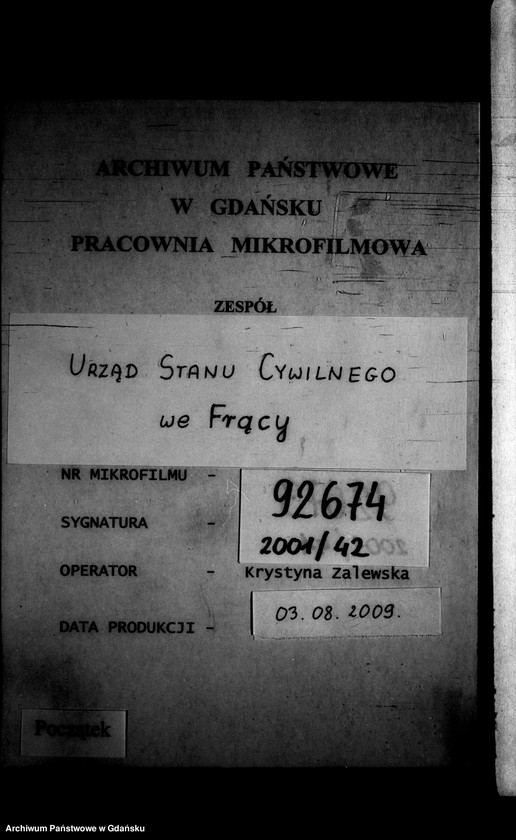 ARCHIWUM PAŃSTWOWE
W GDAŃSKU
PRACOWNIA MIKROFILMOWA
ZESPÓŁ
URZĄD STANU CYWILNEGO
we Frący
NR MIKROFILMU - 92674
SYGNATURA - 2001/42
OPERATOR - Krystyna Zalewska
DATA PRODUKCJI - 03.08.2009.
Początek
Archiwum Państwowe w Gdańsku